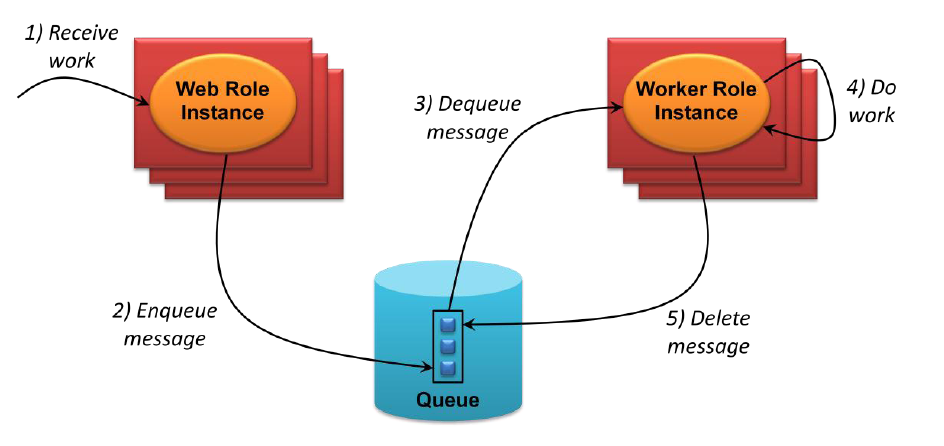 1) Receive
work
Web Role
Instance
2) Enqueue
message
3) Dequeue
message
Worker Role
Instance
4) Do
work
5) Delete
message
Queue